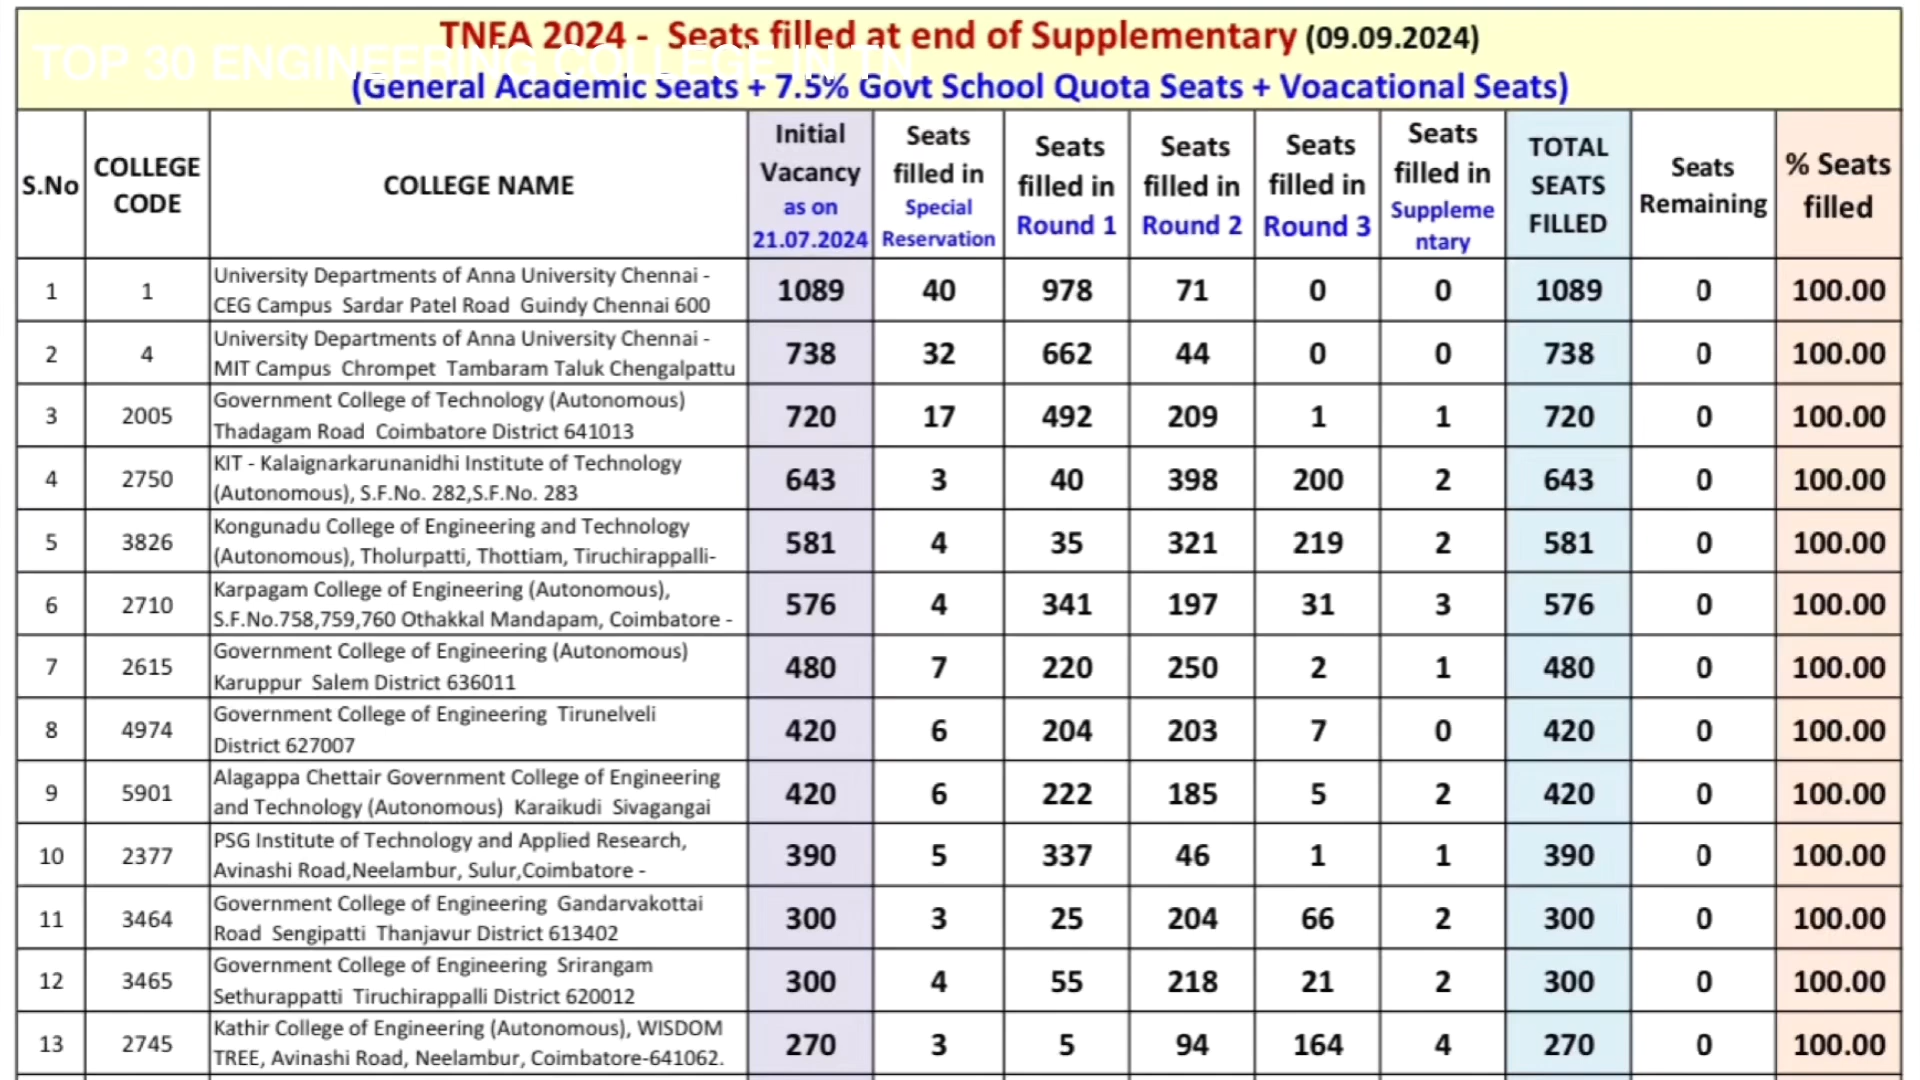 TNEA 2024 - Seats filled at end of Supplementary (09.09.2024)
TOP 30 ENGINEERING COLLEGE IN TN
(General Academic Seats + 7.5% Govt School Quota Seats + Voacational Seats)
S.No COLLEGE CODE COLLEGE NAME Initial Vacancy as on 21.07.2024 Seats filled in Special Reservation Seats filled in Round 1 Seats filled in Round 2 Seats filled in Round 3 Seats filled in Suppleme ntary TOTAL SEATS FILLED Seats Remaining % Seats filled
1 1 University Departments of Anna University Chennai - 1089 40 978 71 0 0 1089 0 100.00
CEG Campus Sardar Patel Road Guindy Chennai 600
2 4 University Departments of Anna University Chennai - 738 32 662 44 0 0 738 0 100.00
MIT Campus Chrompet Tambaram Taluk Chengalpattu
3 2005 Government College of Technology (Autonomous) 720 17 492 209 1 1 720 0 100.00
Thadagam Road Coimbatore District 641013
4 2750 KIT - Kalaignarkarunanidhi Institute of Technology 643 3 40 398 200 2 643 0 100.00
(Autonomous), S.F.No. 282,S.F.No. 283
5 3826 Kongunadu College of Engineering and Technology 581 4 35 321 219 2 581 0 100.00
(Autonomous), Tholurpatti, Thottiam, Tiruchirappalli-
6 2710 Karpagam College of Engineering (Autonomous), 576 4 341 197 31 3 576 0 100.00
S.F.No.758,759,760 Othakkal Mandapam, Coimbatore -
7 2615 Government College of Engineering (Autonomous) 480 7 220 250 2 1 480 0 100.00
Karuppur Salem District 636011
8 4974 Government College of Engineering Tirunelveli 420 6 204 203 7 0 420 0 100.00
District 627007
9 5901 Alagappa Chettair Government College of Engineering 420 6 222 185 5 2 420 0 100.00
and Technology (Autonomous) Karaikudi Sivagangai
10 2377 PSG Institute of Technology and Applied Research, 390 5 337 46 1 1 390 0 100.00
Avinashi Road,Neelambur, Sulur,Coimbatore -
11 3464 Government College of Engineering Gandarvakottai 300 3 25 204 66 2 300 0 100.00
Road Sengipatti Thanjavur District 613402
12 3465 Government College of Engineering Srirangam 300 4 55 218 21 2 300 0 100.00
Sethurappatti Tiruchirappalli District 620012
13 2745 Kathir College of Engineering (Autonomous), WISDOM 270 3 5 94 164 4 270 0 100.00
TREE, Avinashi Road, Neelambur, Coimbatore-641062.